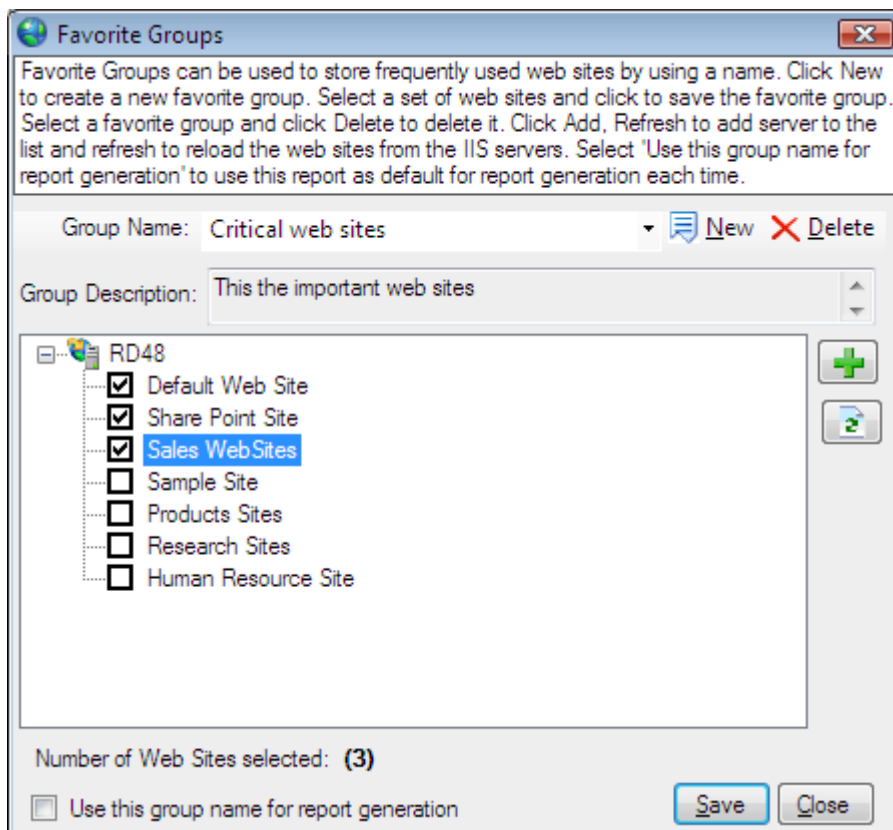 Favorite Groups
Favorite Groups can be used to store frequently used web sites by using a name. Click New
to create a new favorite group. Select a set of web sites and click to save the favorite group.
Select a favorite group and click Delete to delete it. Click Add, Refresh to add server to the
list and refresh to reload the web sites from the IIS servers. Select 'Use this group name for
report generation' to use this report as default for report generation each time.
Group Name: Critical web sites New Delete
Group Description: This the important web sites
RD48
Default Web Site
Share Point Site
Sales WebSites
Sample Site
Products Sites
Research Sites
Human Resource Site
Number of Web Sites selected: (3)
Use this group name for report generation Save Close